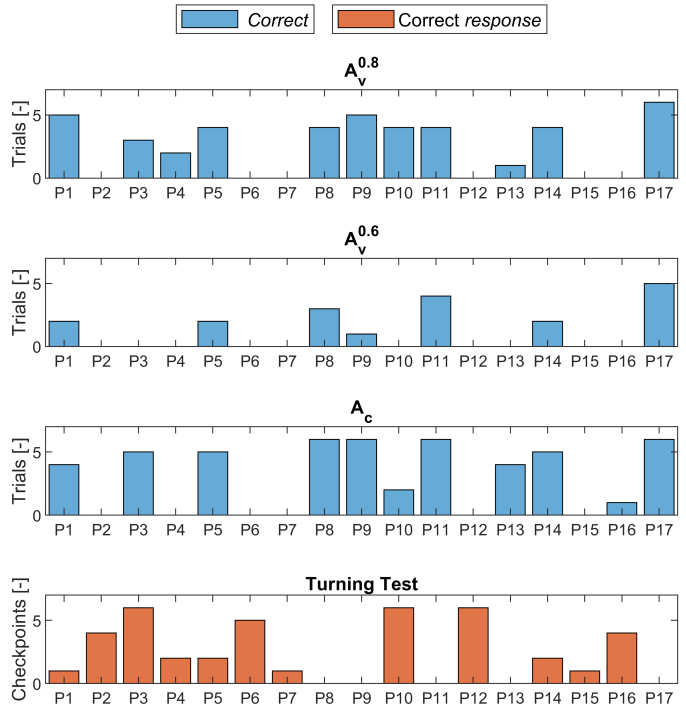 Correct Correct response
A_v^0.8
Trials [-]
5
0
P1 P2 P3 P4 P5 P6 P7 P8 P9 P10 P11 P12 P13 P14 P15 P16 P17
A_v^0.6
Trials [-]
5
0
P1 P2 P3 P4 P5 P6 P7 P8 P9 P10 P11 P12 P13 P14 P15 P16 P17
A_c
Trials [-]
5
0
P1 P2 P3 P4 P5 P6 P7 P8 P9 P10 P11 P12 P13 P14 P15 P16 P17
Turning Test
Checkpoints [-]
5
0
P1 P2 P3 P4 P5 P6 P7 P8 P9 P10 P11 P12 P13 P14 P15 P16 P17